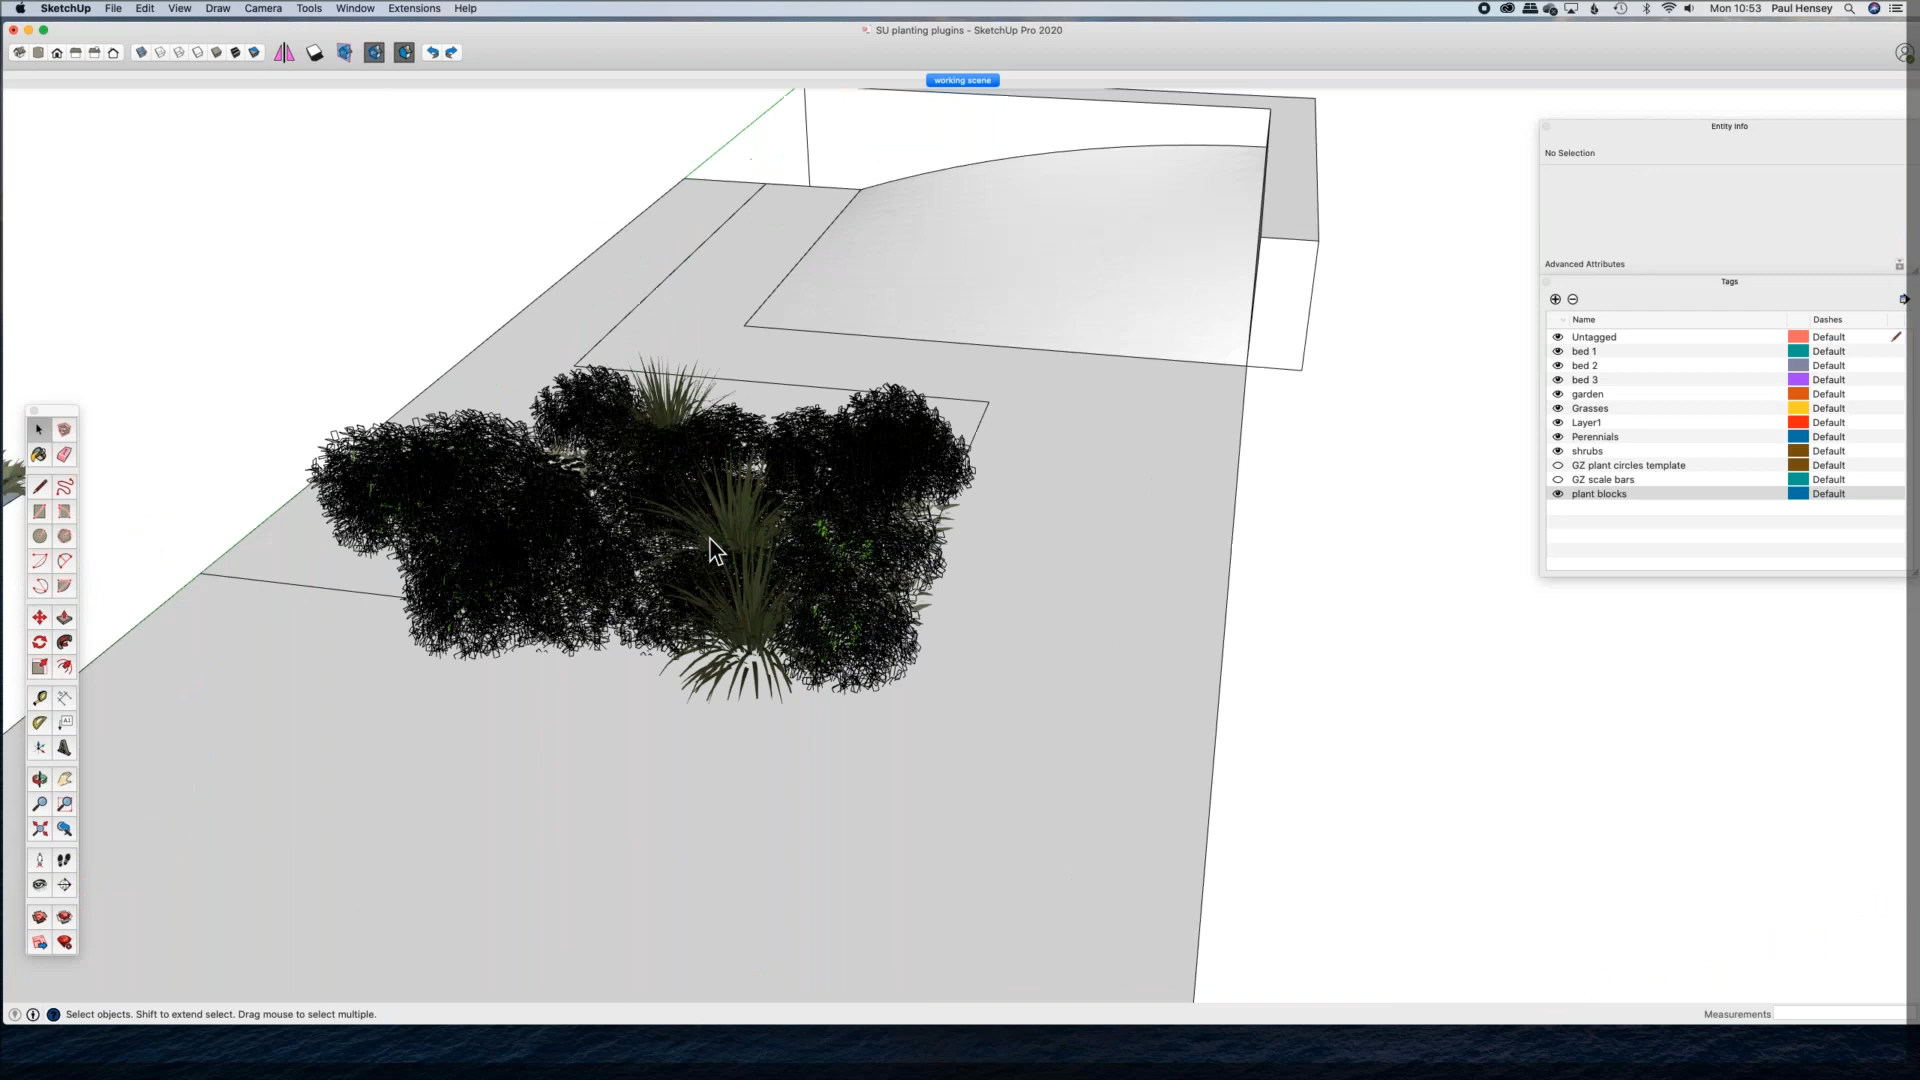 SketchUp File Edit View Draw Camera Tools Window Extensions Help
Mon 10:53 Paul Hensey
SU planting plugins - SketchUp Pro 2020
working scene
Entity Info
No Selection
Advanced Attributes
Tags
Name Dashes
Untagged Default
bed 1 Default
bed 2 Default
bed 3 Default
garden Default
Grasses Default
Layer1 Default
Perennials Default
shrubs Default
GZ plant circles template Default
GZ scale bars Default
plant blocks Default
Select objects. Shift to extend select. Drag mouse to select multiple.
Measurements